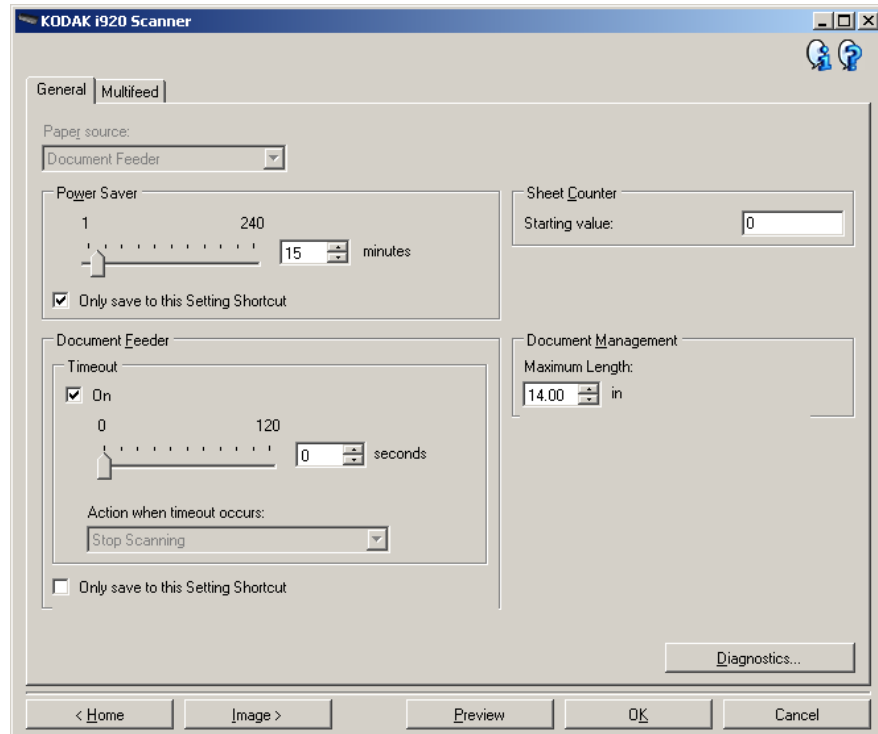 KODAK i920 Scanner
General
Multifeed
Paper source:
Document Feeder
Power Saver
1 240
15 minutes
Only save to this Setting Shortcut
Sheet Counter
Starting value: 0
Document Feeder
Timeout
On
0 120
0 seconds
Action when timeout occurs:
Stop Scanning
Only save to this Setting Shortcut
Document Management
Maximum Length:
14.00 in
Diagnostics...
< Home
Image >
Preview
OK
Cancel